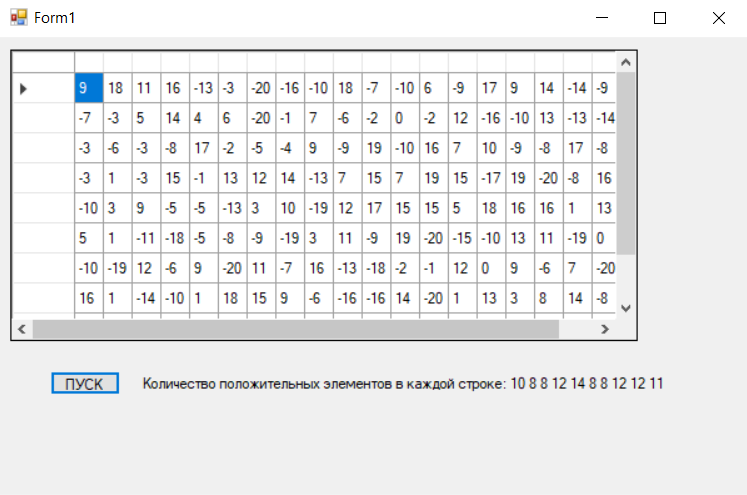 Form1
9 18 11 16 -13 -3 -20 -16 -10 18 -7 -10 6 -9 17 9 14 -14 -9
-7 -3 5 14 4 6 -20 -1 7 -6 -2 0 -2 12 -16 -10 13 -13 -14
-3 -6 -3 -8 17 -2 -5 -4 9 -9 19 -10 16 7 10 -9 -8 17 -8
-3 1 -3 15 -1 13 12 14 -13 7 15 7 19 15 -17 19 -20 -8 16
-10 3 9 -5 -5 -13 3 10 -19 12 17 15 15 5 18 16 16 1 13
5 1 -11 -18 -5 -8 -9 -19 3 11 -9 19 -20 -15 -10 13 11 -19 0
-10 -19 12 -6 9 -20 11 -7 16 -13 -18 -2 -1 12 0 9 -6 7 -20
16 1 -14 -10 1 18 15 9 -6 -16 -16 14 -20 1 13 3 8 14 -8
ПУСК Количество положительных элементов в каждой строке: 10 8 8 12 14 8 8 12 12 11